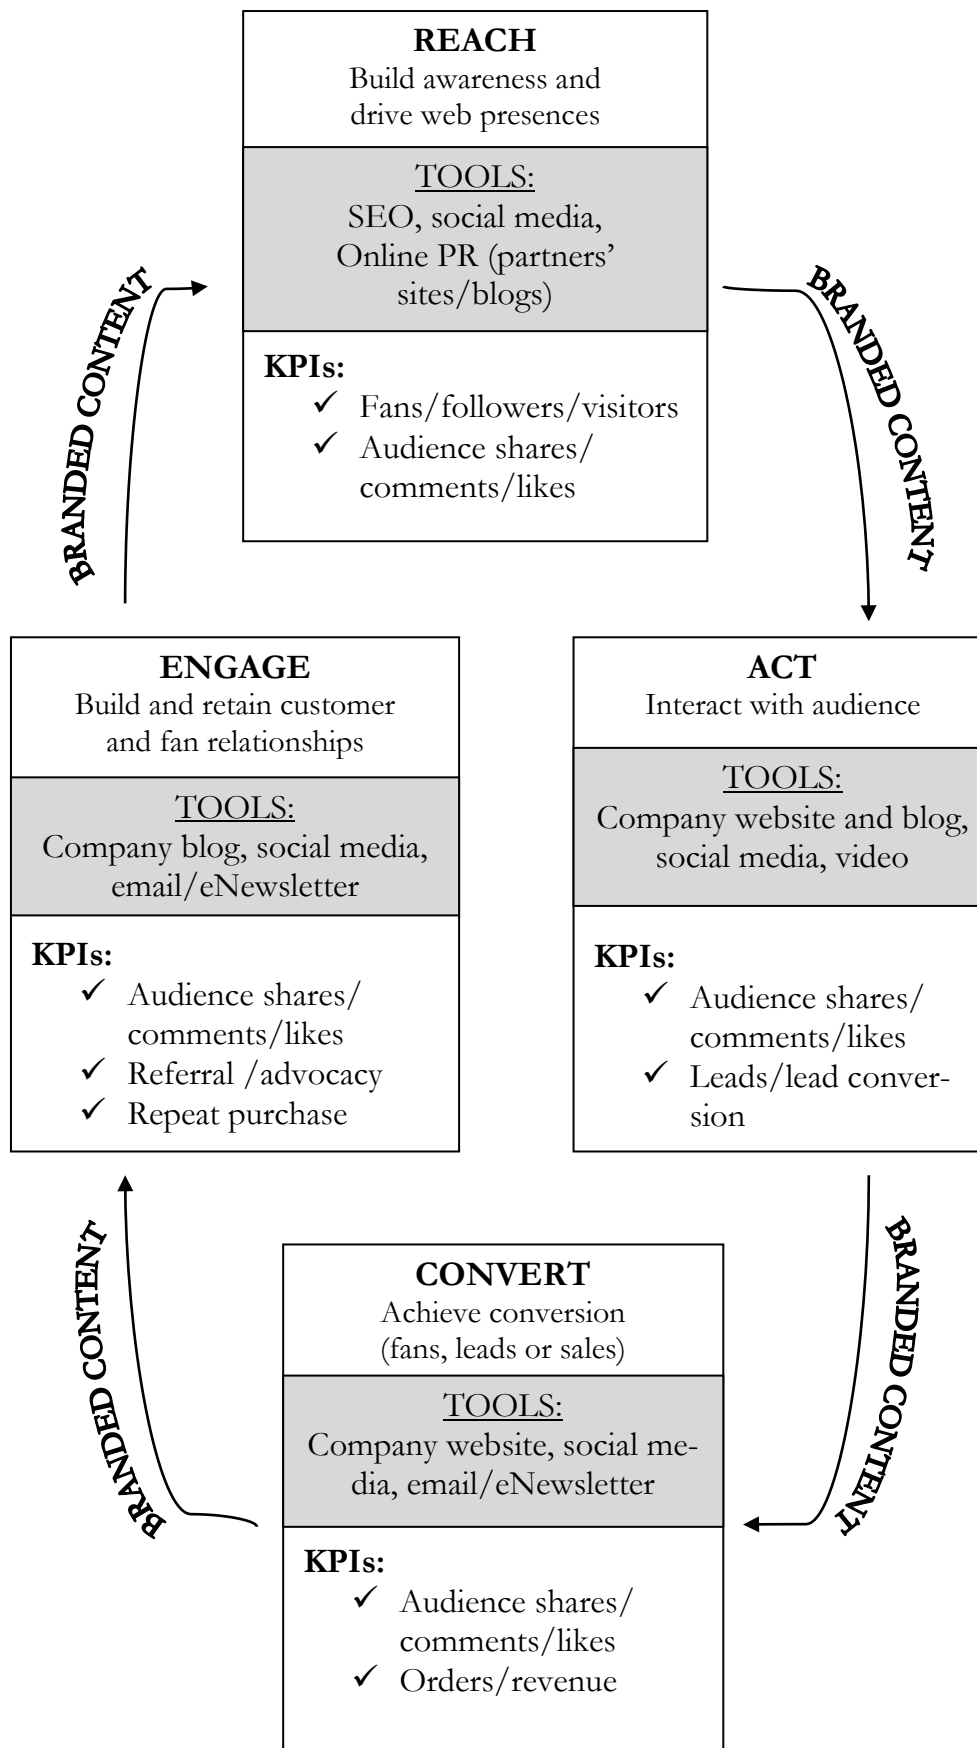 REACH
Build awareness and
drive web presences
TOOLS:
SEO, social media,
Online PR (partners’
sites/blogs)
KPIs:
✓ Fans/followers/visitors
✓ Audience shares/
comments/likes
BRANDED CONTENT
BRANDED CONTENT
ENGAGE
Build and retain customer
and fan relationships
TOOLS:
Company blog, social media,
email/eNewsletter
KPIs:
✓ Audience shares/
comments/likes
✓ Referral /advocacy
✓ Repeat purchase
ACT
Interact with audience
TOOLS:
Company website and blog,
social media, video
KPIs:
✓ Audience shares/
comments/likes
✓ Leads/lead conver-
sion
BRANDED CONTENT
BRANDED CONTENT
CONVERT
Achieve conversion
(fans, leads or sales)
TOOLS:
Company website, social me-
dia, email/eNewsletter
KPIs:
✓ Audience shares/
comments/likes
✓ Orders/revenue